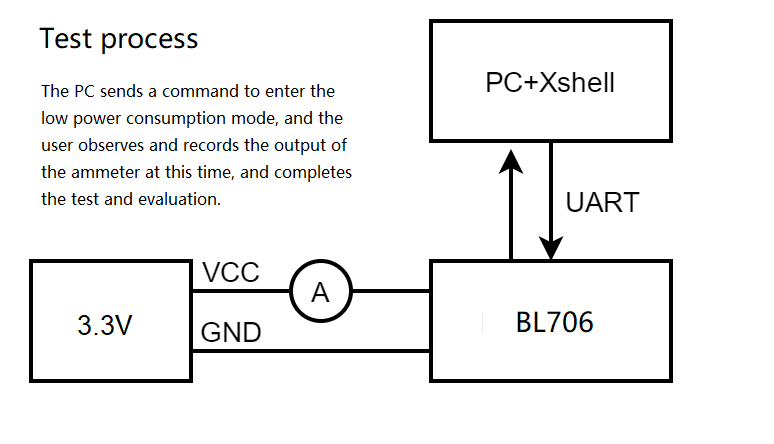 Test process
The PC sends a command to enter the
low power consumption mode, and the
user observes and records the output of
the ammeter at this time, and completes
the test and evaluation.
PC+Xshell
UART
VCC
A
3.3V
GND
BL706